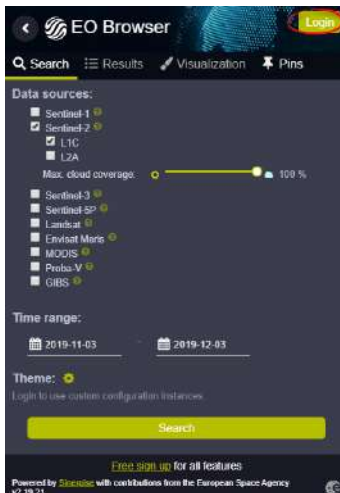 EO Browser
Login
Search
Results
Visualization
Pins
Data sources:
Sentinel-1
Sentinel-2
L1C
L2A
Max. cloud coverage:
100 %
Sentinel-3
Sentinel-5P
Landsat
Envisat Meris
MODIS
Proba-V
GIBS
Time range:
2019-11-03
-
2019-12-03
Theme:
Login to use custom configuration instances.
Search
Free sign up for all features
Powered by Sinergise with contributions from the European Space Agency
v2.19.21